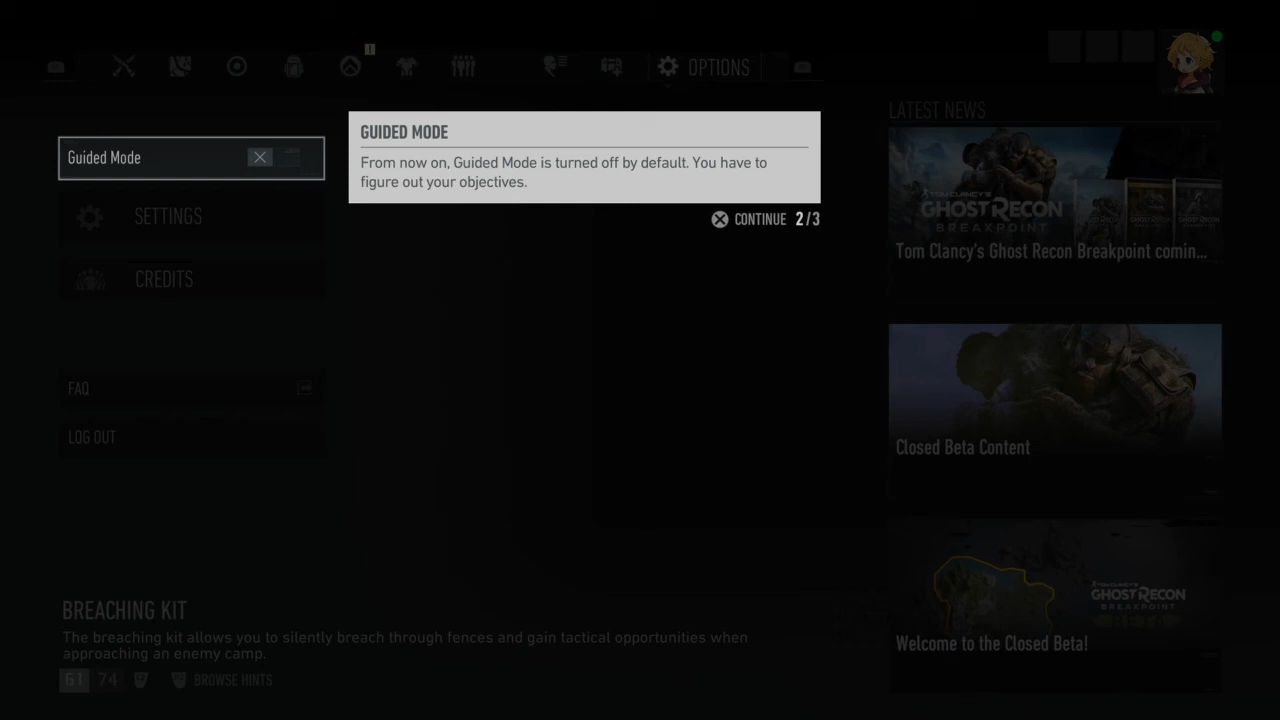 !
OPTIONS
LATEST NEWS
Guided Mode
GUIDED MODE
From now on, Guided Mode is turned off by default. You have to
figure out your objectives.
CONTINUE 2/3
SETTINGS
CREDITS
FAQ
LOG OUT
TOM CLANCY'S
GHOST RECON
BREAKPOINT
Tom Clancy's Ghost Recon Breakpoint comin...
Closed Beta Content
TOM CLANCY'S
GHOST RECON
BREAKPOINT
BETA
Welcome to the Closed Beta!
BREACHING KIT
The breaching kit allows you to silently breach through fences and gain tactical opportunities when
approaching an enemy camp.
61 74 BROWSE HINTS